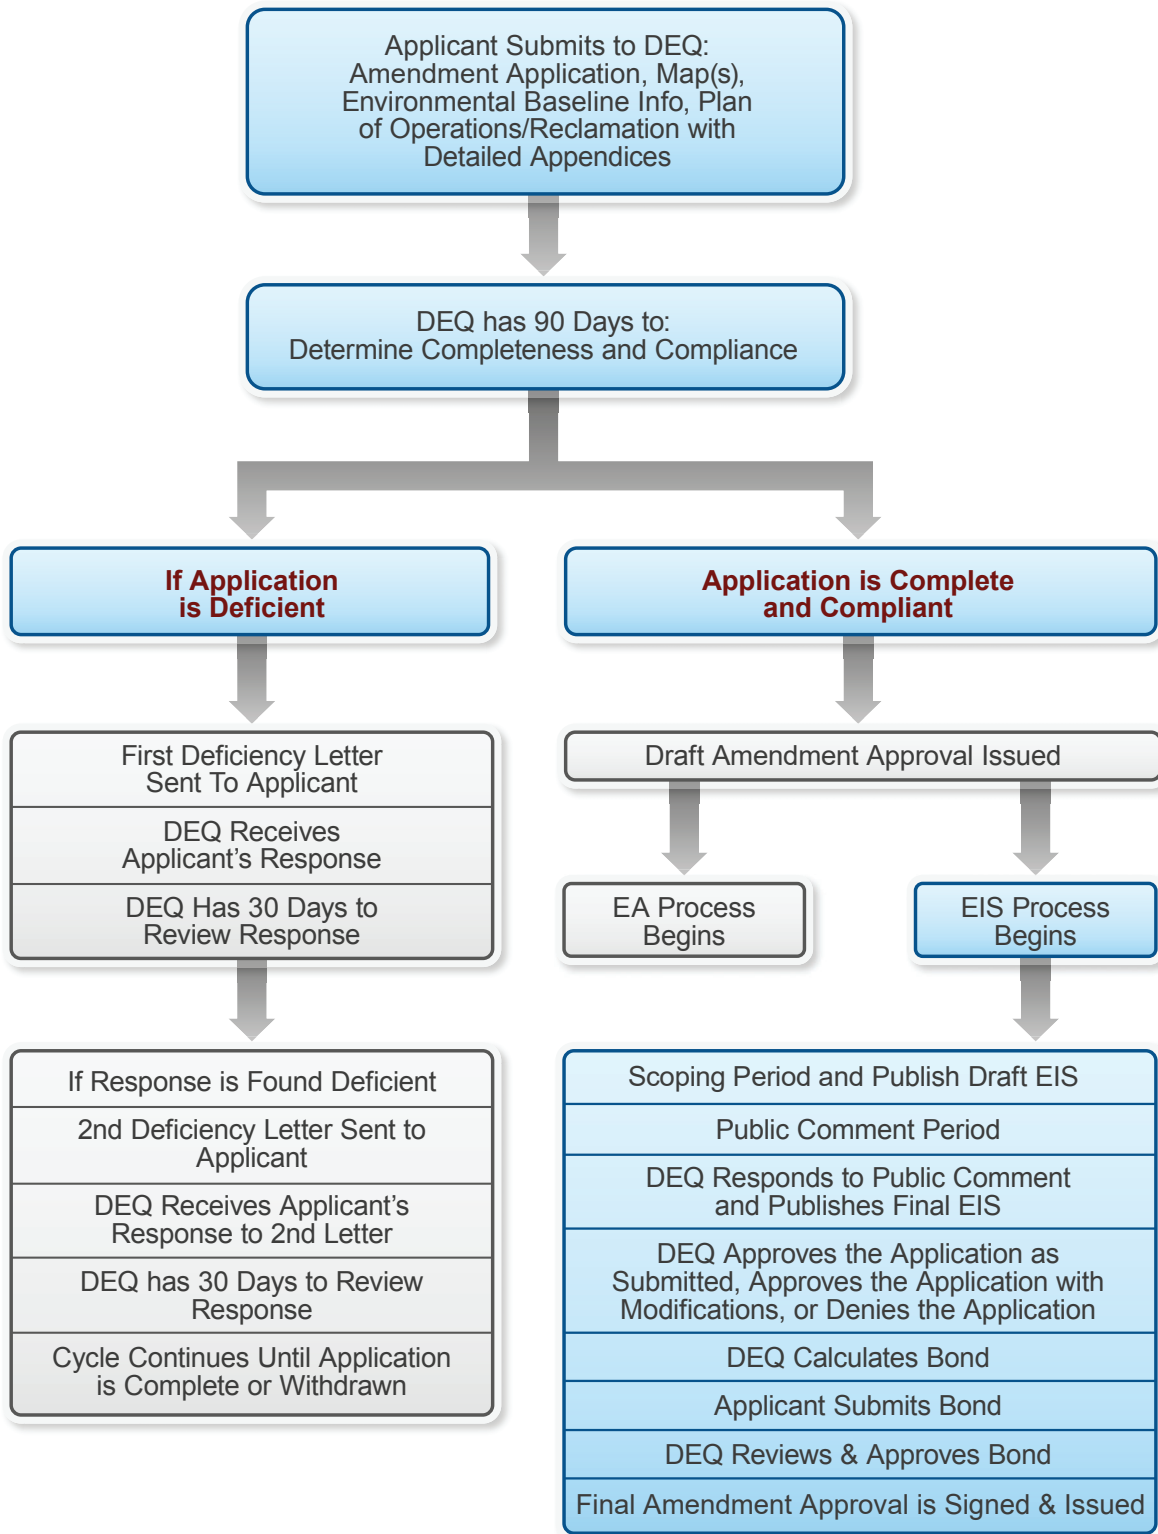 Applicant Submits to DEQ:
Amendment Application, Map(s),
Environmental Baseline Info, Plan
of Operations/Reclamation with
Detailed Appendices
DEQ has 90 Days to:
Determine Completeness and Compliance
If Application
is Deficient
First Deficiency Letter
Sent To Applicant
DEQ Receives
Applicant’s Response
DEQ Has 30 Days to
Review Response
If Response is Found Deficient
2nd Deficiency Letter Sent to
Applicant
DEQ Receives Applicant’s
Response to 2nd Letter
DEQ has 30 Days to Review
Response
Cycle Continues Until Application
is Complete or Withdrawn
Application is Complete
and Compliant
Draft Amendment Approval Issued
EA Process
Begins
EIS Process
Begins
Scoping Period and Publish Draft EIS
Public Comment Period
DEQ Responds to Public Comment
and Publishes Final EIS
DEQ Approves the Application as
Submitted, Approves the Application with
Modifications, or Denies the Application
DEQ Calculates Bond
Applicant Submits Bond
DEQ Reviews & Approves Bond
Final Amendment Approval is Signed & Issued